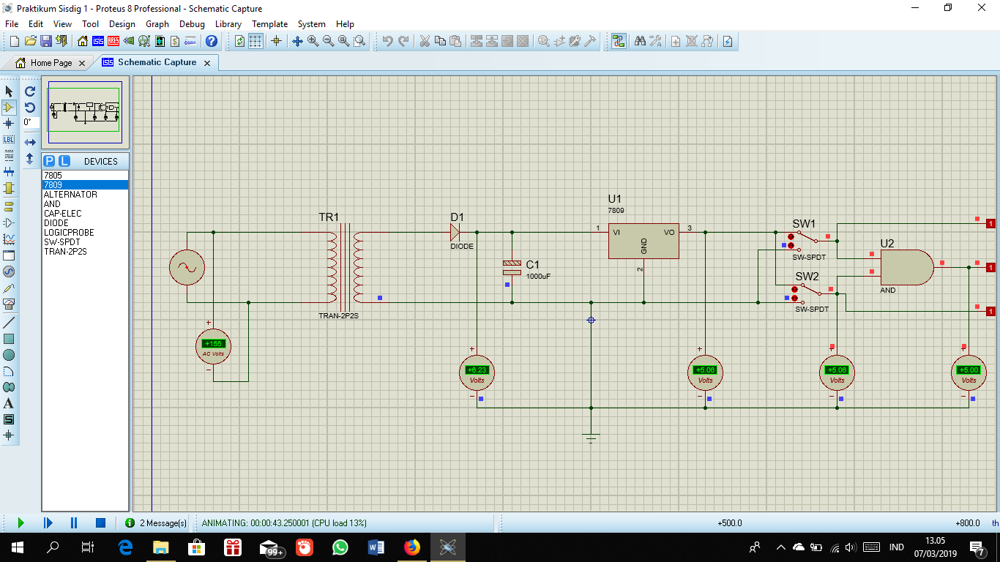 Praktikum Sisdig 1 - Proteus 8 Professional - Schematic Capture
File Edit View Tool Design Graph Debug Library Template System Help
Home Page
Schematic Capture
0°
LBL
P L DEVICES
7805
7809
ALTERNATOR
AND
CAP-ELEC
DIODE
LOGICPROBE
SW-SPDT
TRAN-2P2S
A
S
TR1
TRAN-2P2S
+155
AC Volts
D1
DIODE
C1
1000uF
U1
7809
1 VI VO 3
GND
2
SW1
SW-SPDT
SW2
SW-SPDT
U2
AND
1
1
1
+6.23
Volts
+5.06
Volts
+5.06
Volts
+5.00
Volts
2 Message(s)
ANIMATING: 00:00:43.250001 (CPU load 13%)
+500.0
+800.0
th
99+
IND
13.05
07/03/2019
7